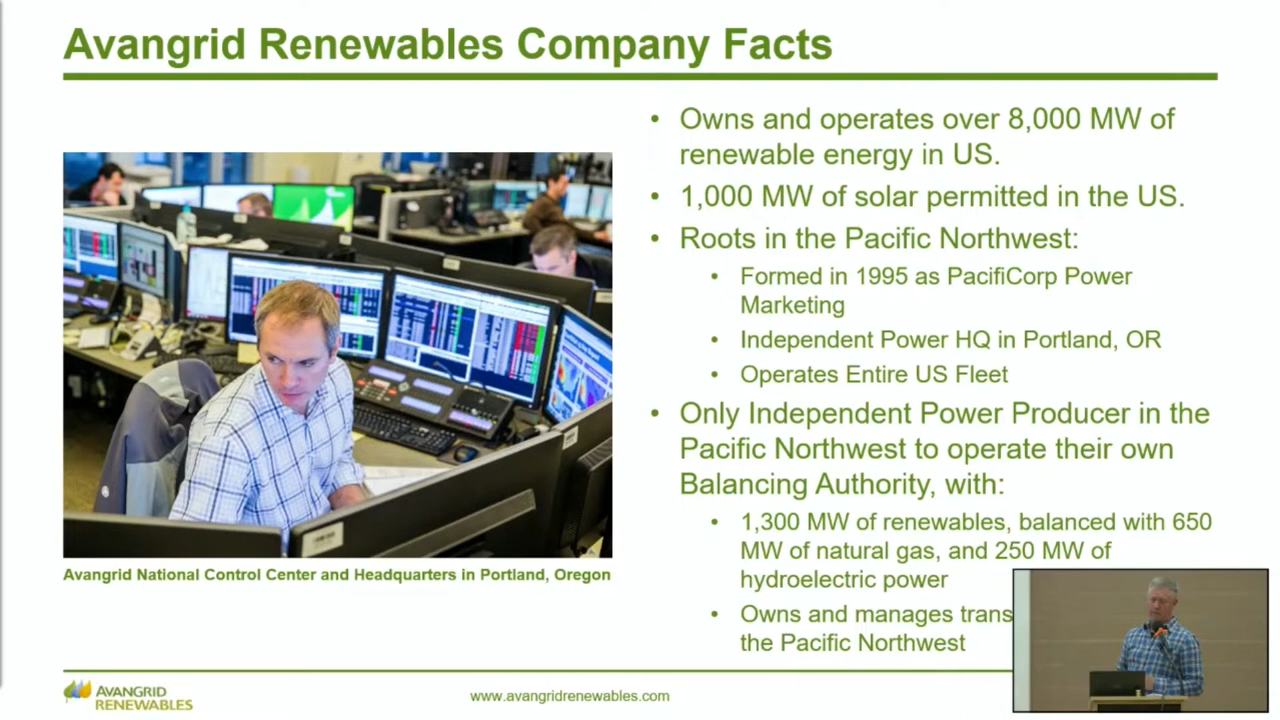 Avangrid Renewables Company Facts
• Owns and operates over 8,000 MW of
renewable energy in US.
• 1,000 MW of solar permitted in the US.
• Roots in the Pacific Northwest:
• Formed in 1995 as PacifiCorp Power
Marketing
• Independent Power HQ in Portland, OR
• Operates Entire US Fleet
• Only Independent Power Producer in the
Pacific Northwest to operate their own
Balancing Authority, with:
• 1,300 MW of renewables, balanced with 650
MW of natural gas, and 250 MW of
hydroelectric power
• Owns and manages trans
the Pacific Northwest
Avangrid National Control Center and Headquarters in Portland, Oregon
AVANGRID
RENEWABLES
www.avangridrenewables.com